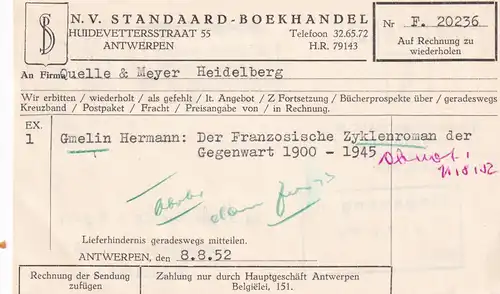 SB
N.V. STANDAARD-BOEKHANDEL
HUIDEVETTERSSTRAAT 55 Telefoon 32.65.72
ANTWERPEN H.R. 79143
Nr F. 20236
Auf Rechnung zu
wiederholen
An Firma Quelle & Meyer Heidelberg
Wir erbitten / wiederholt / als gefehlt / lt. Angebot / Z Fortsetzung / Bücherprospekte über / geradeswegs /
Kreuzband / Postpaket / Fracht / Preisangabe von / in Rechnung.
EX.
1 Gmelin Hermann: Der Franzosische Zyklenroman der
Gegenwart 1900 - 1945
Lieferhindernis geradeswegs mitteilen.
ANTWERPEN, den 8.8.52
Rechnung der Sendung
zufügen
Zahlung nur durch Hauptgeschäft Antwerpen
Belgiëlei, 151.